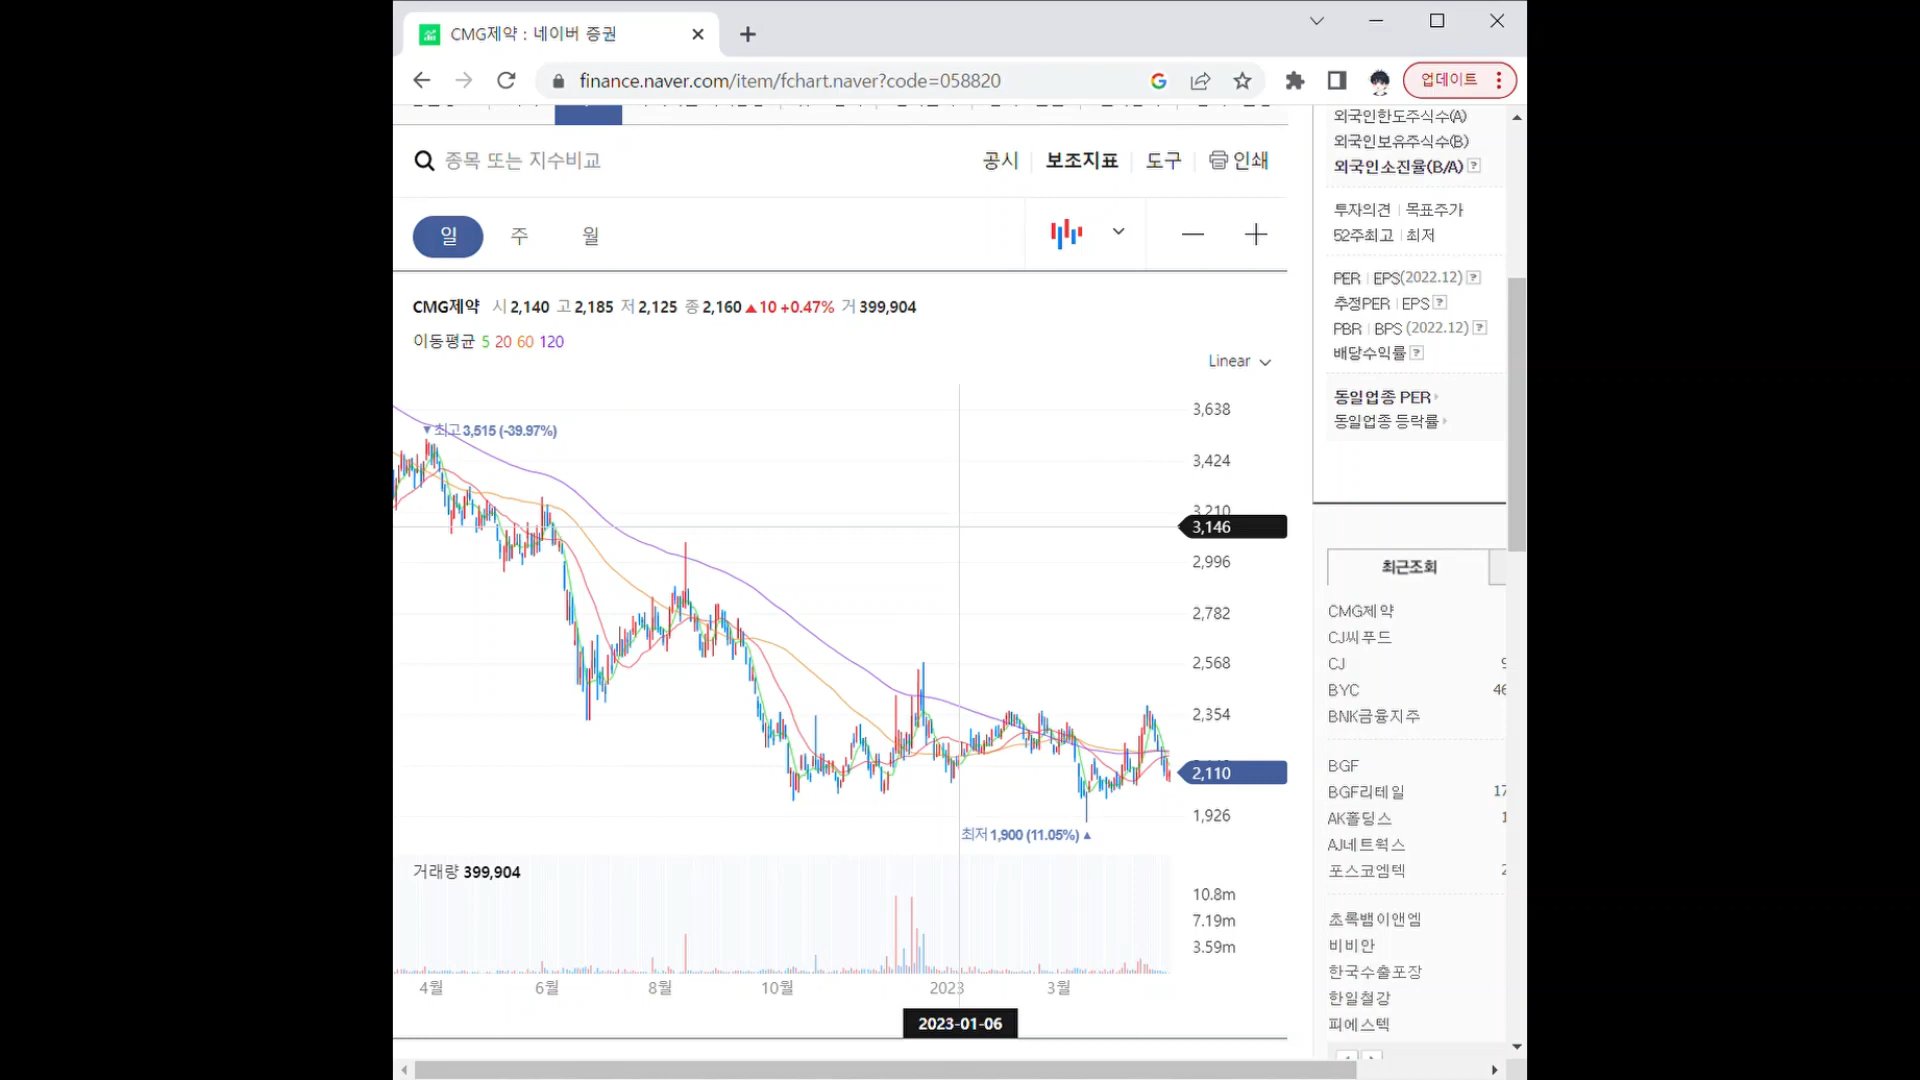 CMG제약 : 네이버 증권
finance.naver.com/item/fchart.naver?code=058820
업데이트
종목 또는 지수비교
공시 보조지표 도구 인쇄
일 주 월
CMG제약 시 2,140 고 2,185 저 2,125 종 2,160 ▲10 +0.47% 거 399,904
이동평균 5 20 60 120
Linear
▼최고 3,515 (-39.97%)
3,638
3,424
3,210
3,146
2,996
2,782
2,568
2,354
2,110
1,926
최저 1,900 (11.05%) ▲
거래량 399,904
10.8m
7.19m
3.59m
4월 6월 8월 10월 2023 3월
2023-01-06
외국인한도주식수(A)
외국인보유주식수(B)
외국인소진율(B/A) ?
투자의견 | 목표주가
52주최고 | 최저
PER | EPS(2022.12) ?
추정PER | EPS ?
PBR | BPS (2022.12) ?
배당수익률 ?
동일업종 PER
동일업종 등락률
최근조회
CMG제약
CJ씨푸드
CJ
BYC 46
BNK금융지주
BGF
BGF리테일 17
AK홀딩스
AJ네트웍스
포스코엠텍
초록뱀이앤엠
비비안
한국수출포장
한일철강
피에스텍